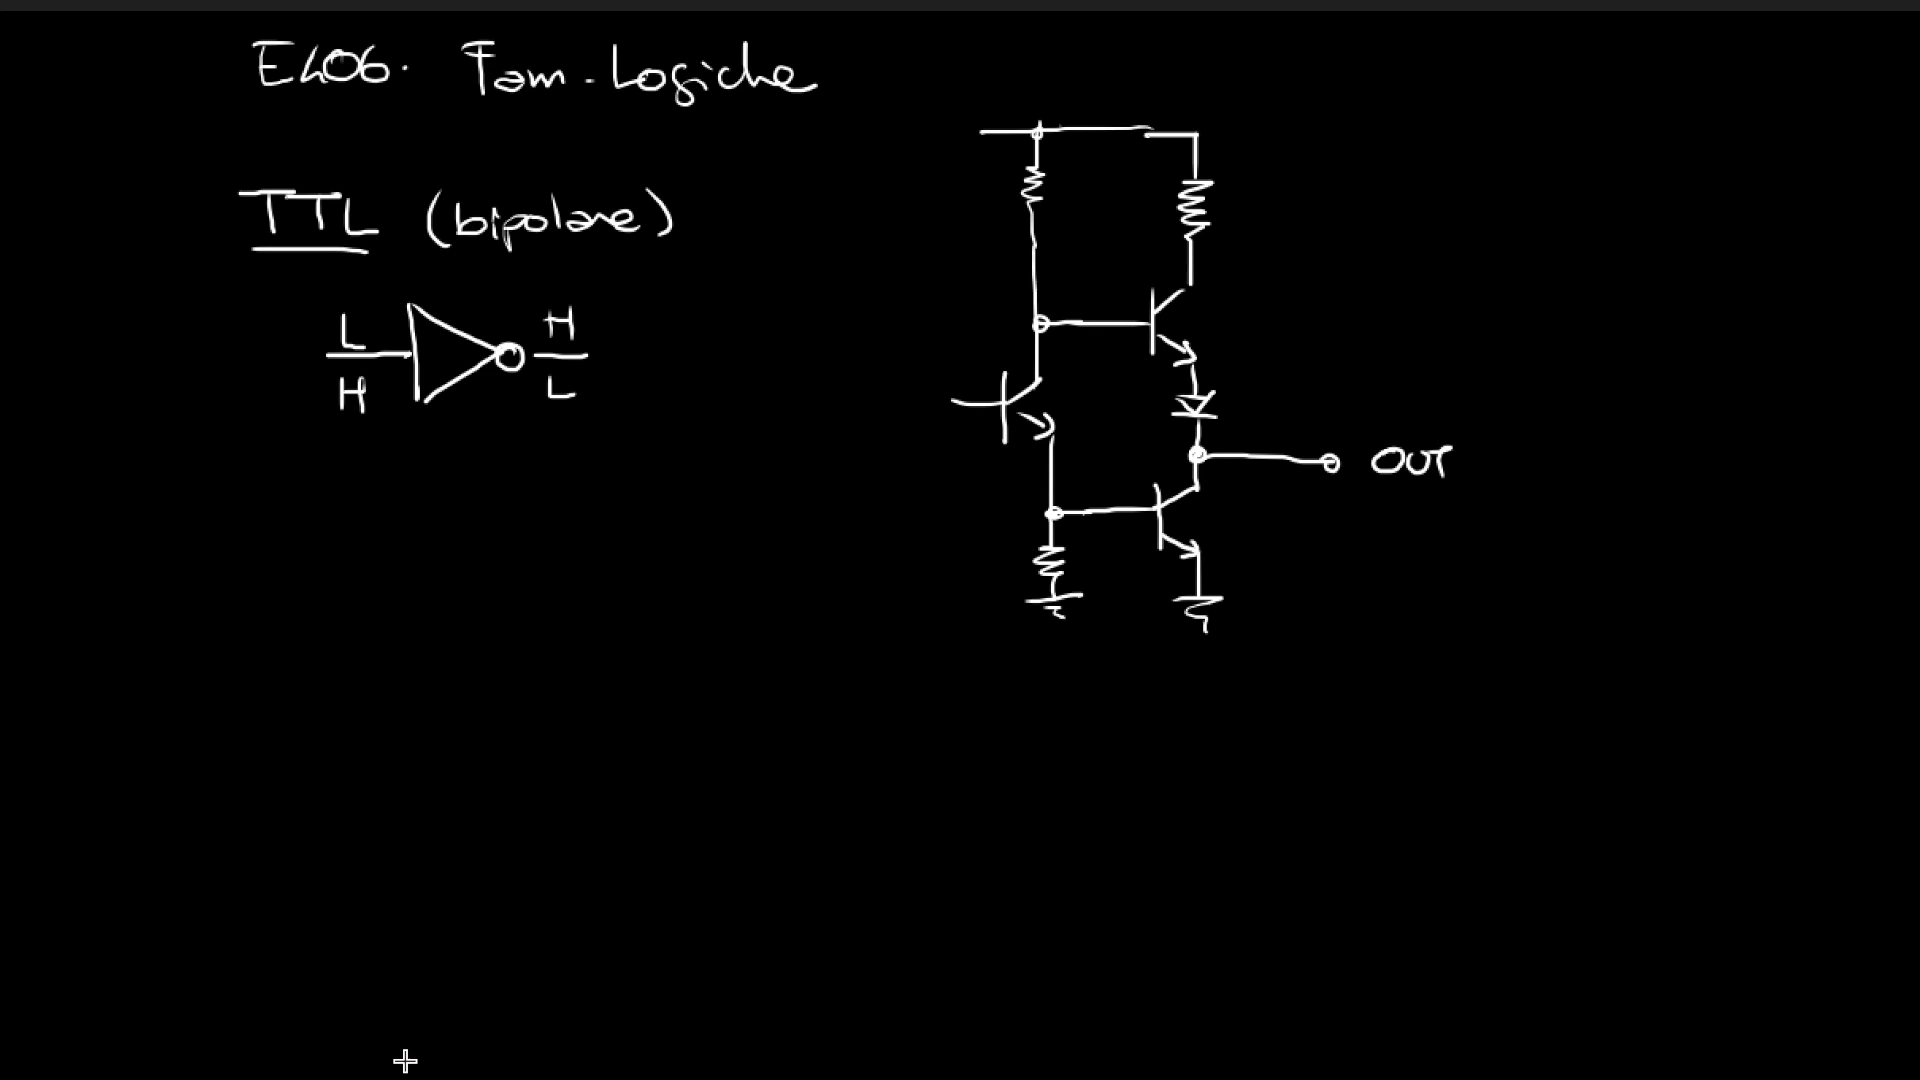 EL06. Fam. Logiche
TTL (bipolare)
L H
H L
OUT